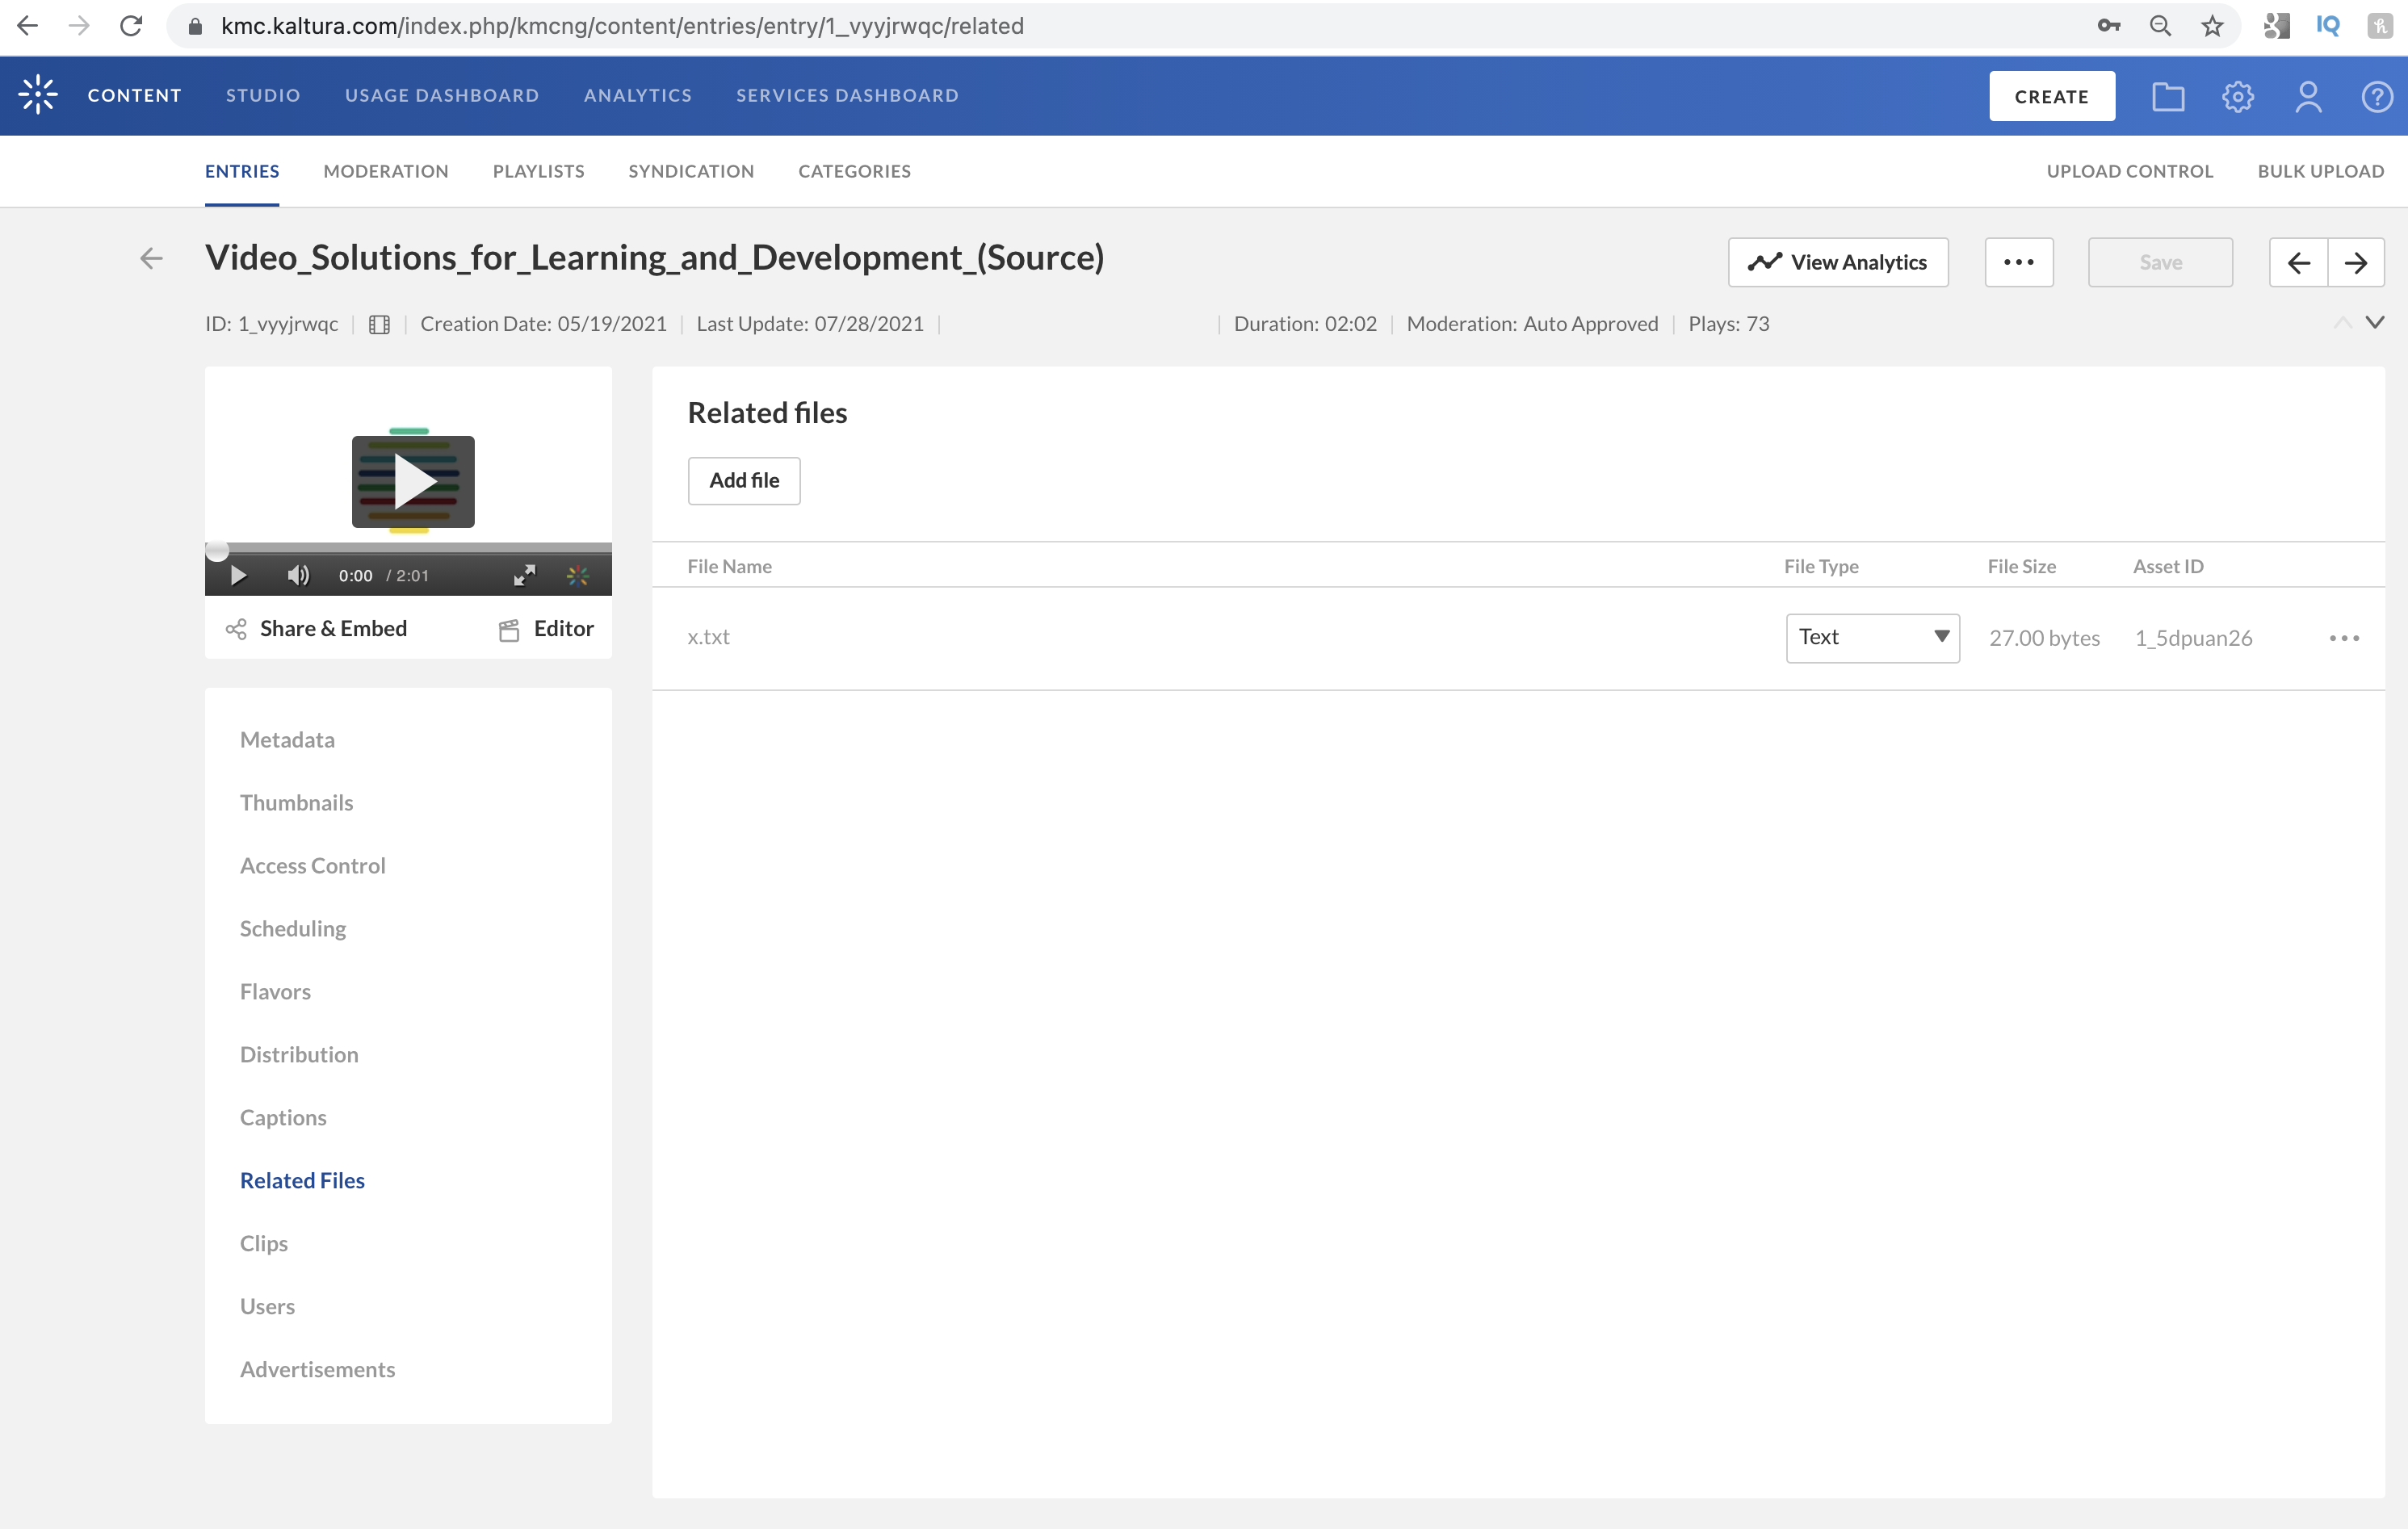 kmc.kaltura.com/index.php/kmcng/content/entries/entry/1_vyyjrwqc/related
IQ
CONTENT STUDIO USAGE DASHBOARD ANALYTICS SERVICES DASHBOARD CREATE
ENTRIES MODERATION PLAYLISTS SYNDICATION CATEGORIES UPLOAD CONTROL BULK UPLOAD
Video_Solutions_for_Learning_and_Development_(Source) View Analytics Save
ID: 1_vyyjrwqc | Creation Date: 05/19/2021 | Last Update: 07/28/2021 | | Duration: 02:02 | Moderation: Auto Approved | Plays: 73
0:00 / 2:01
Share & Embed Editor
Metadata
Thumbnails
Access Control
Scheduling
Flavors
Distribution
Captions
Related Files
Clips
Users
Advertisements
Related files
Add file
File Name File Type File Size Asset ID
x.txt Text 27.00 bytes 1_5dpuan26